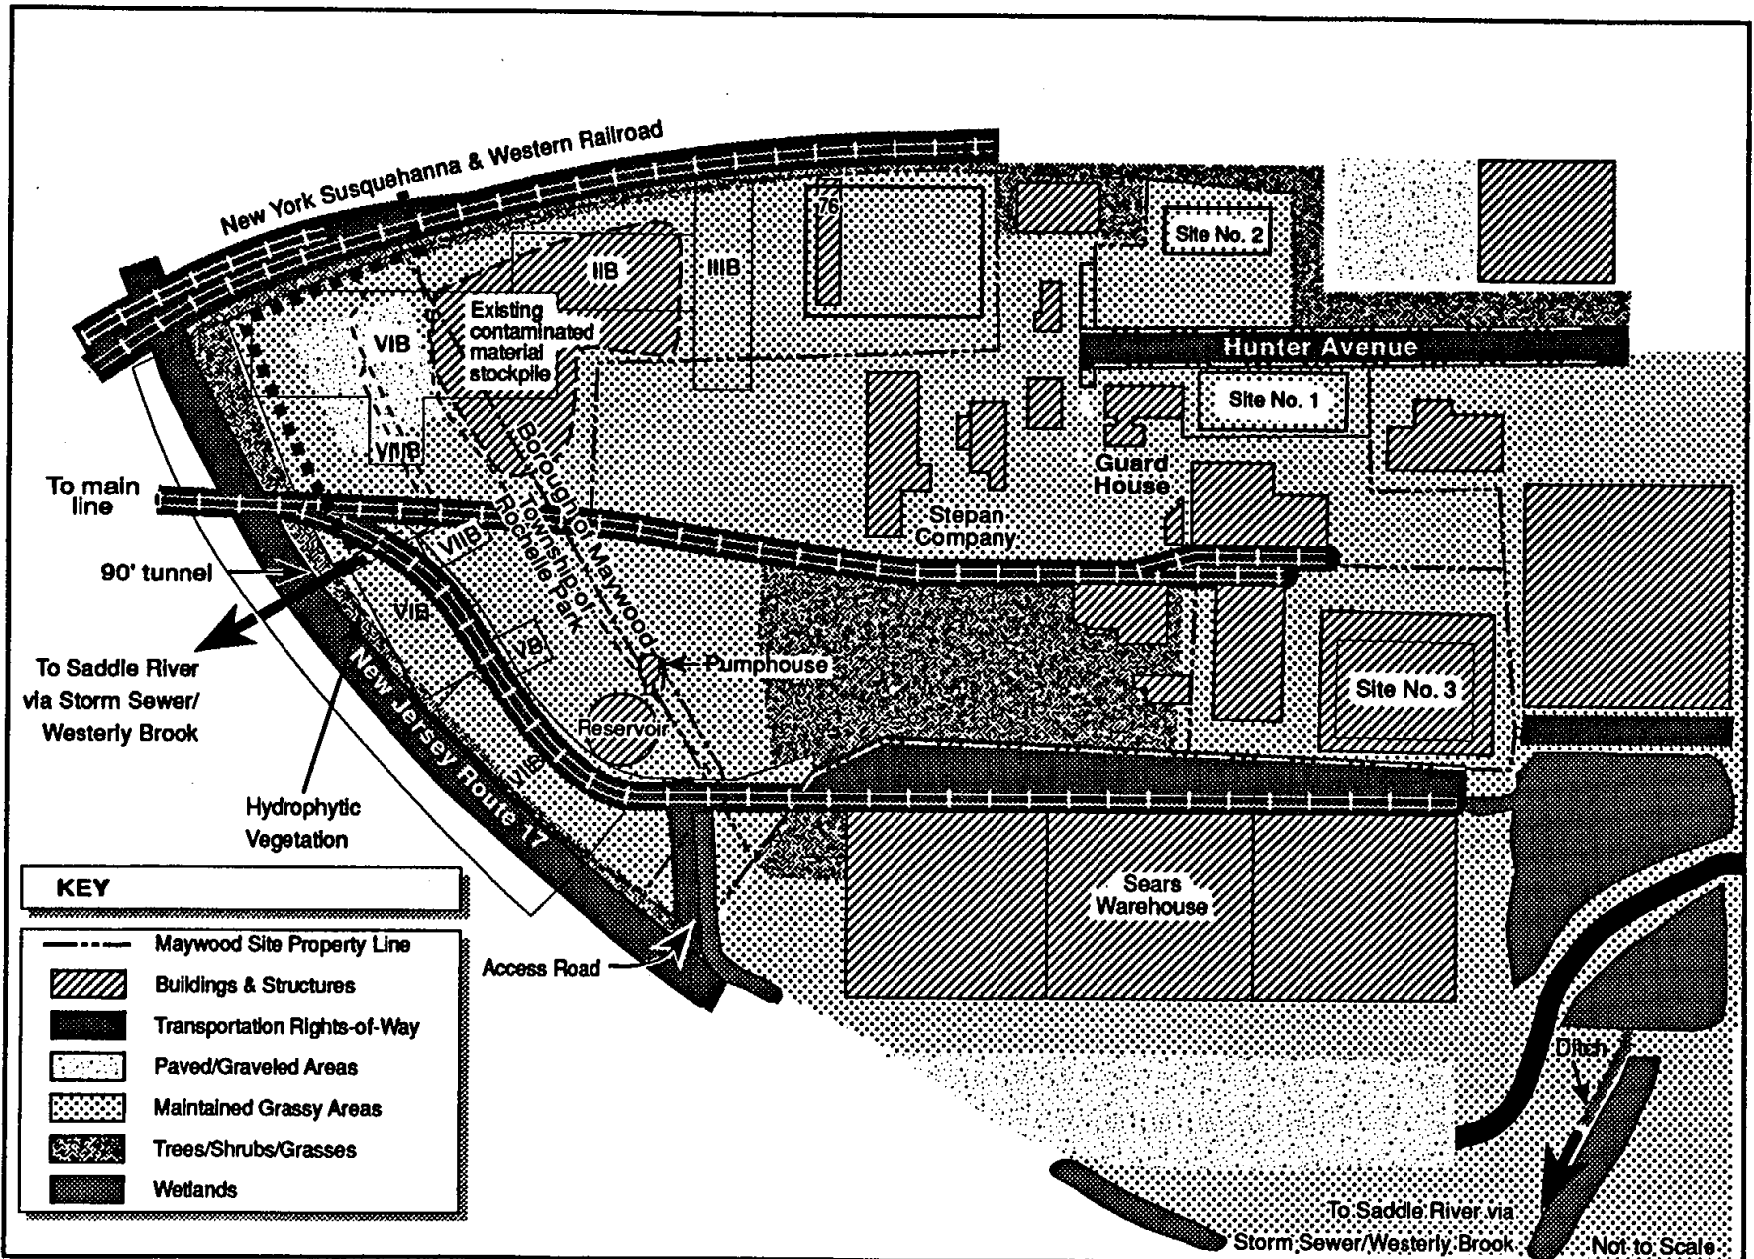 New York Susquehanna & Western Railroad
76
Site No. 2
IIB
IIIB
Existing
contaminated
material
stockpile
VIB
Hunter Avenue
Site No. 1
Borough of Maywood
Township of
Rochelle Park
Guard
House
To main
line
Stepan
Company
VIIB
90' tunnel
VIB
Pumphouse
To Saddle River
via Storm Sewer/
Westerly Brook
Site No. 3
Reservoir
New Jersey Route 17
Hydrophytic
Vegetation
Sears
Warehouse
Access Road
KEY
Maywood Site Property Line
Buildings & Structures
Transportation Rights-of-Way
Paved/Graveled Areas
Maintained Grassy Areas
Trees/Shrubs/Grasses
Wetlands
Ditch
To Saddle River via
Storm Sewer/Westerly Brook
Not to Scale